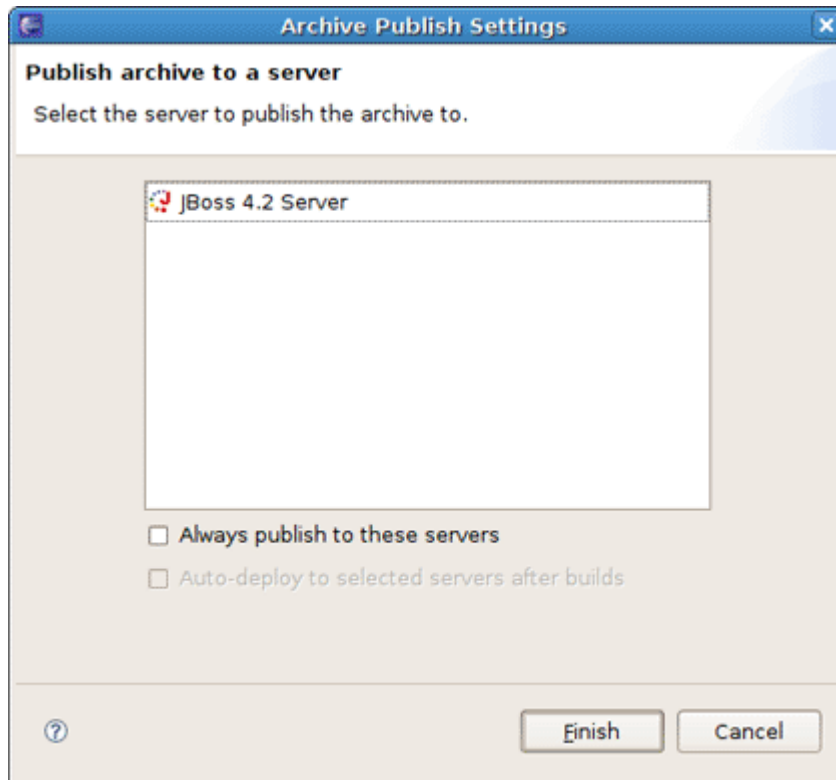 Archive Publish Settings
Publish archive to a server
Select the server to publish the archive to.
JBoss 4.2 Server
Always publish to these servers
Auto-deploy to selected servers after builds
?
Finish
Cancel